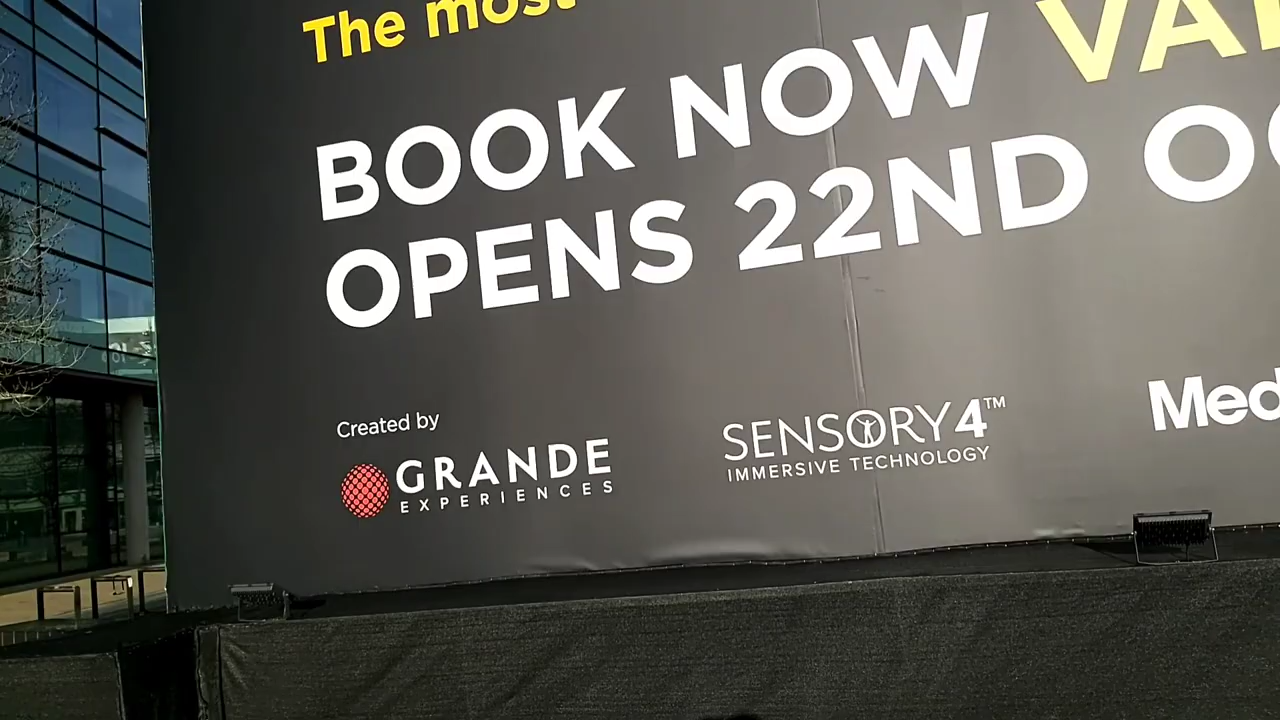 The most
BOOK NOW
OPENS 22ND
Created by
GRANDE
EXPERIENCES
SENSORY4™
IMMERSIVE TECHNOLOGY